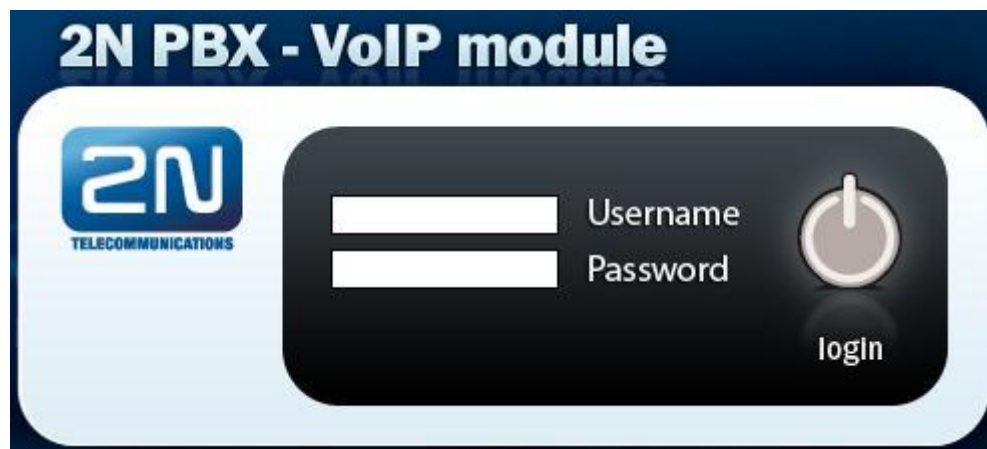 2N PBX - VoIP module
2N
TELECOMMUNICATIONS
Username
Password
login